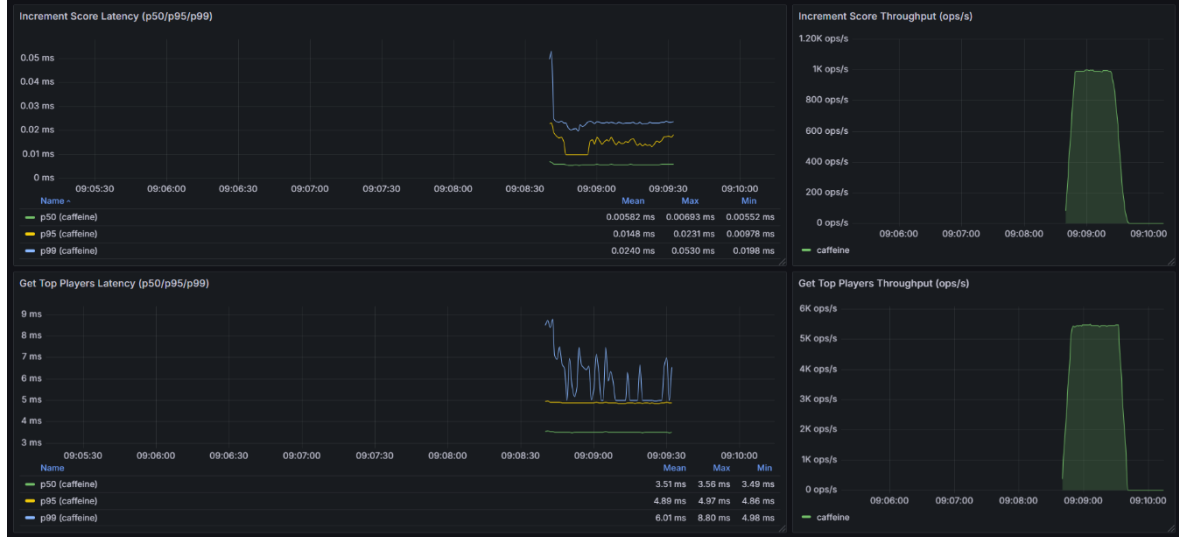 Increment Score Latency (p50/p95/p99)
0.05 ms
0.04 ms
0.03 ms
0.02 ms
0.01 ms
0 ms
09:05:30 09:06:00 09:06:30 09:07:00 09:07:30 09:08:00 09:08:30 09:09:00 09:09:30 09:10:00
Name Mean Max Min
p50 (caffeine) 0.00582 ms 0.00693 ms 0.00552 ms
p95 (caffeine) 0.0148 ms 0.0231 ms 0.00978 ms
p99 (caffeine) 0.0240 ms 0.0530 ms 0.0198 ms
Increment Score Throughput (ops/s)
1.20K ops/s
1K ops/s
800 ops/s
600 ops/s
400 ops/s
200 ops/s
0 ops/s
09:06:00 09:07:00 09:08:00 09:09:00 09:10:00
caffeine
Get Top Players Latency (p50/p95/p99)
9 ms
8 ms
7 ms
6 ms
5 ms
4 ms
3 ms
09:05:30 09:06:00 09:06:30 09:07:00 09:07:30 09:08:00 09:08:30 09:09:00 09:09:30 09:10:00
Name Mean Max Min
p50 (caffeine) 3.51 ms 3.56 ms 3.49 ms
p95 (caffeine) 4.89 ms 4.97 ms 4.86 ms
p99 (caffeine) 6.01 ms 8.80 ms 4.98 ms
Get Top Players Throughput (ops/s)
6K ops/s
5K ops/s
4K ops/s
3K ops/s
2K ops/s
1K ops/s
0 ops/s
09:06:00 09:07:00 09:08:00 09:09:00 09:10:00
caffeine